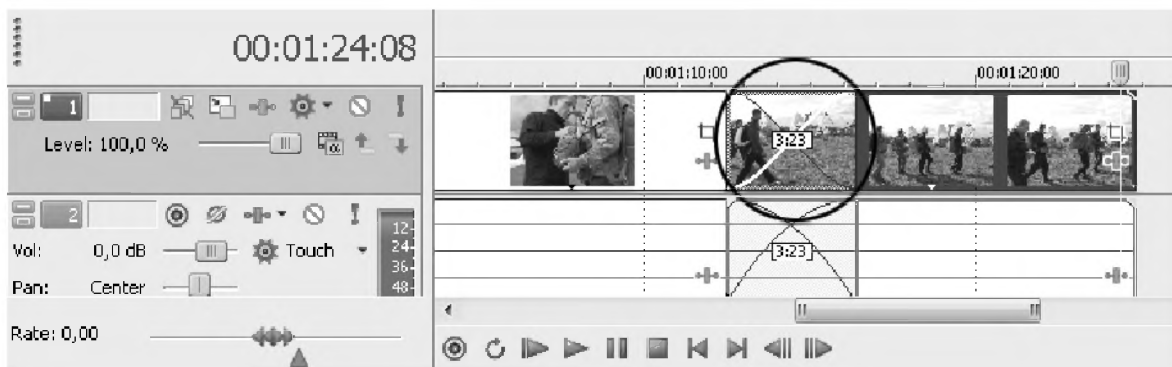 00:01:24:08
00:01:10:00 00:01:20:00
1
Level: 100,0 %
3:23
2
12
Vol: 0,0 dB Touch 24
36
Pan: Center 48
3:23
Rate: 0,00